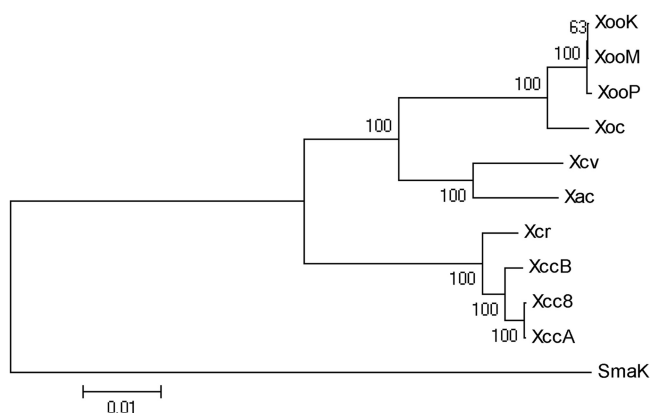 63 XooK
100 XooM
100 XooP
Xoc
100
Xcv
100 Xac
Xcr
100 XccB
100 Xcc8
100 XccA
SmaK
0.01